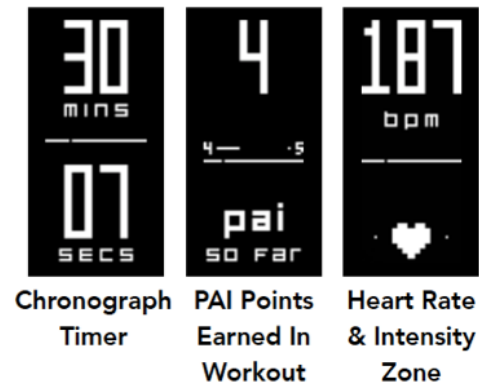 30
mins
07
secs
Chronograph
Timer
4
4 5
pai
so far
PAI Points
Earned In
Workout
187
bpm
Heart Rate
& Intensity
Zone